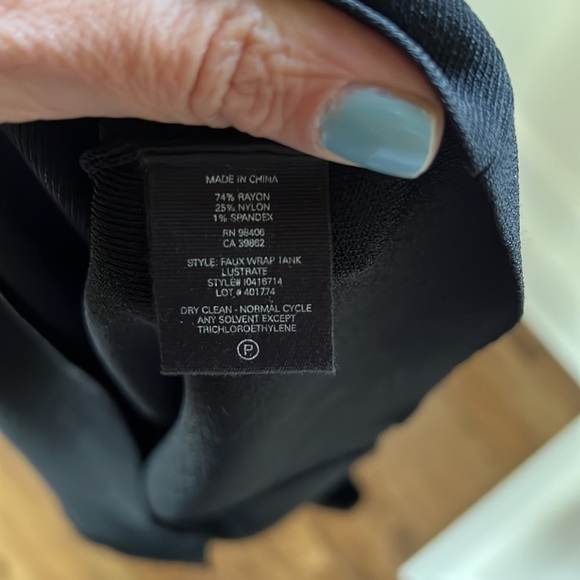 MADE IN CHINA
74% RAYON
25% NYLON
1% SPANDEX
RN 98406
CA 39882
STYLE: FAUX WRAP TANK
LUSTRATE
STYLE# I0416714
LOT # 401774
DRY CLEAN - NORMAL CYCLE
ANY SOLVENT EXCEPT
TRICHLOROETHYLENE
P